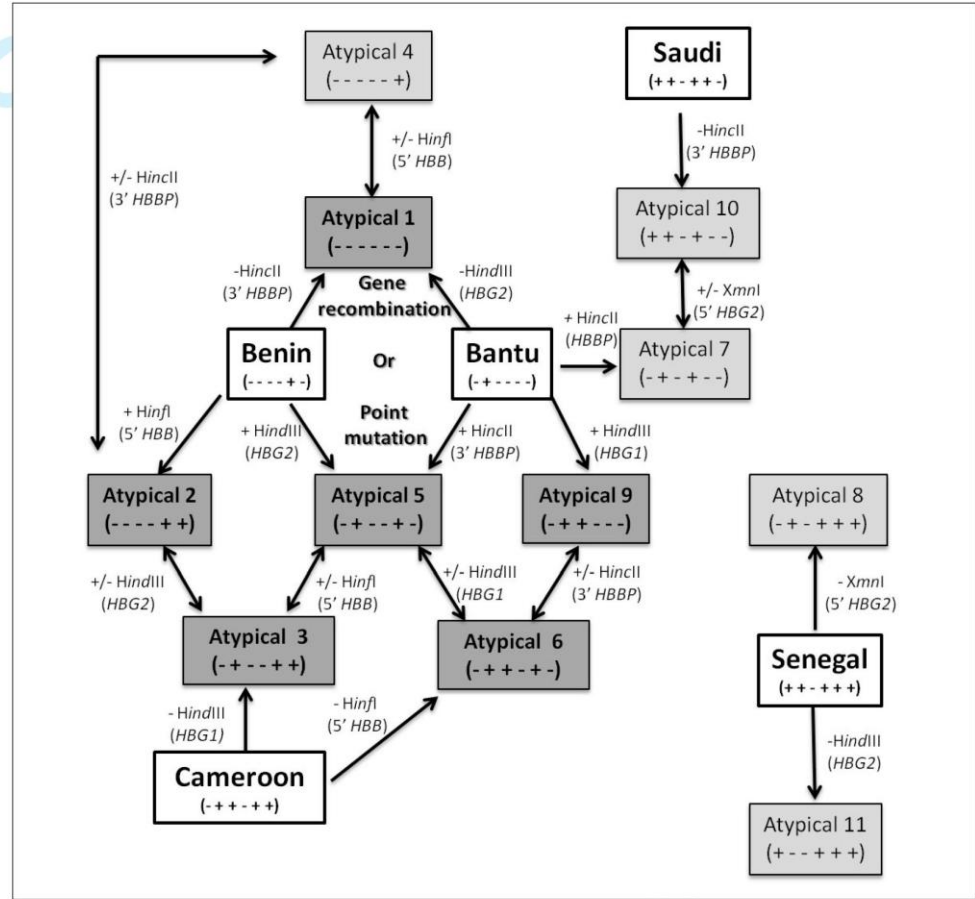 Atypical 4
(- - - - - +)
Saudi
(+ + - + + -)
+/- HincII
(3' HBBP)
+/- HinfI
(5' HBB)
-HincII
(3' HBBP)
Atypical 1
(- - - - - -)
Atypical 10
(+ + - + - -)
-HincII
(3' HBBP)
Gene
recombination
-HindIII
(HBG2)
+/- XmnI
(5' HBG2)
Benin
(- - - - + -)
Or
Bantu
(- + - - - -)
+ HincII
(HBBP)
Atypical 7
(- + - + - -)
+ HinfI
(5' HBB)
+ HindIII
(HBG2)
Point
mutation
+ HincII
(3' HBBP)
+ HindIII
(HBG1)
Atypical 2
(- - - - + +)
Atypical 5
(- + - - + -)
Atypical 9
(- + + - - -)
Atypical 8
(- + - + + +)
+/- HindIII
(HBG2)
+/- HinfI
(5' HBB)
+/- HindIII
(HBG1
+/- HincII
(3' HBBP)
- XmnI
(5' HBG2)
Atypical 3
(- + - - + +)
Atypical 6
(- + + - + -)
Senegal
(+ + - + + +)
- HindIII
(HBG1)
- HinfI
(5' HBB)
-HindIII
(HBG2)
Cameroon
(- + + - + +)
Atypical 11
(+ - - + + +)